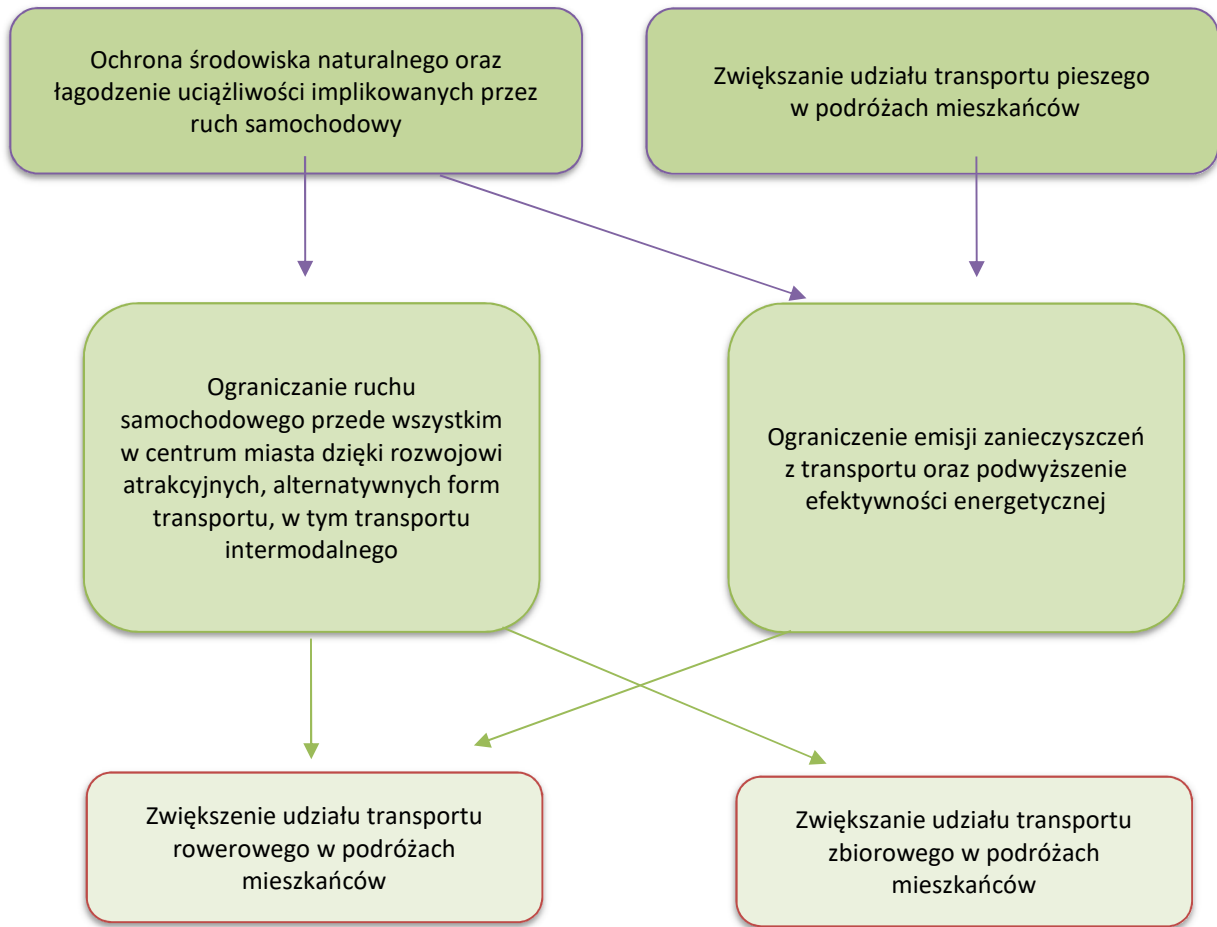 Ochrona środowiska naturalnego oraz
łagodzenie uciążliwości implikowanych przez
ruch samochodowy
Zwiększanie udziału transportu pieszego
w podróżach mieszkańców
Ograniczanie ruchu
samochodowego przede wszystkim
w centrum miasta dzięki rozwojowi
atrakcyjnych, alternatywnych form
transportu, w tym transportu
intermodalnego
Ograniczenie emisji zanieczyszczeń
z transportu oraz podwyższenie
efektywności energetycznej
Zwiększenie udziału transportu
rowerowego w podróżach
mieszkańców
Zwiększanie udziału transportu
zbiorowego w podróżach
mieszkańców